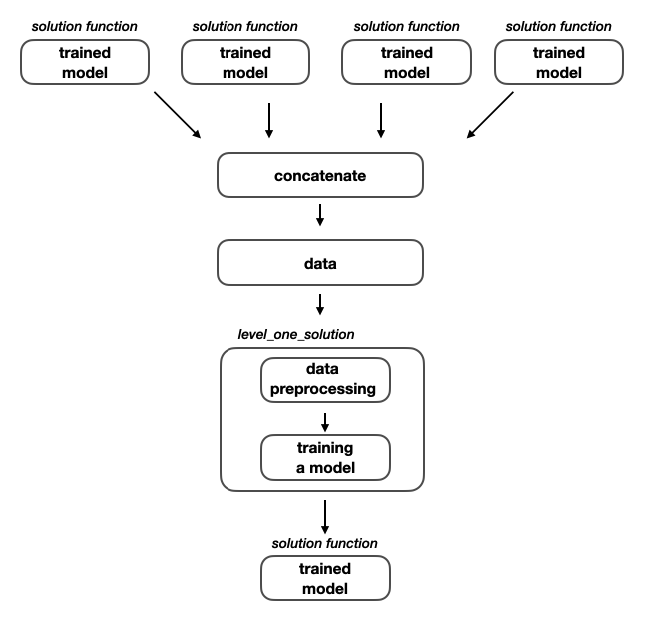 solution function
solution function
solution function
solution function
trained
model
trained
model
trained
model
trained
model
concatenate
data
level_one_solution
data
preprocessing
training
a model
solution function
trained
model